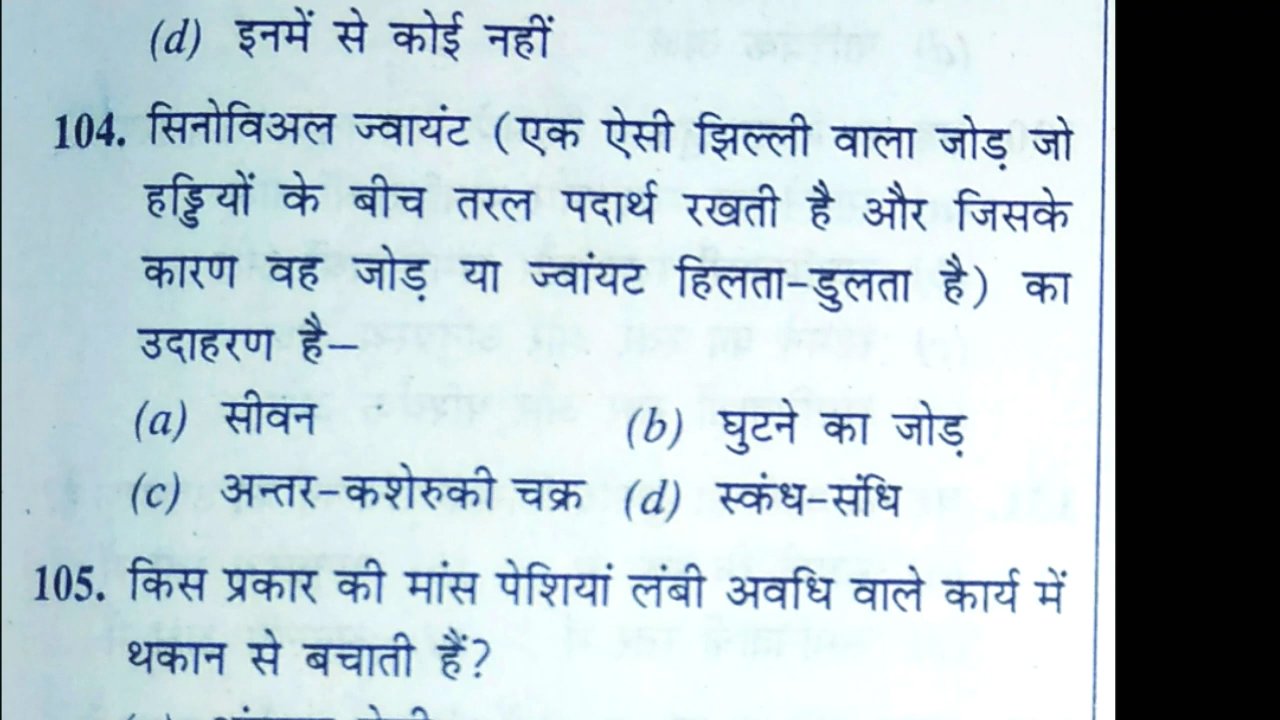 (d) इनमें से कोई नहीं
104. सिनोविअल ज्वायंट (एक ऐसी झिल्ली वाला जोड़ जो
हड्डियों के बीच तरल पदार्थ रखती है और जिसके
कारण वह जोड़ या ज्वांयट हिलता-डुलता है) का
उदाहरण है–
(a) सीवन (b) घुटने का जोड़
(c) अन्तर-कशेरुकी चक्र (d) स्कंध-संधि
105. किस प्रकार की मांस पेशियां लंबी अवधि वाले कार्य में
थकान से बचाती हैं?